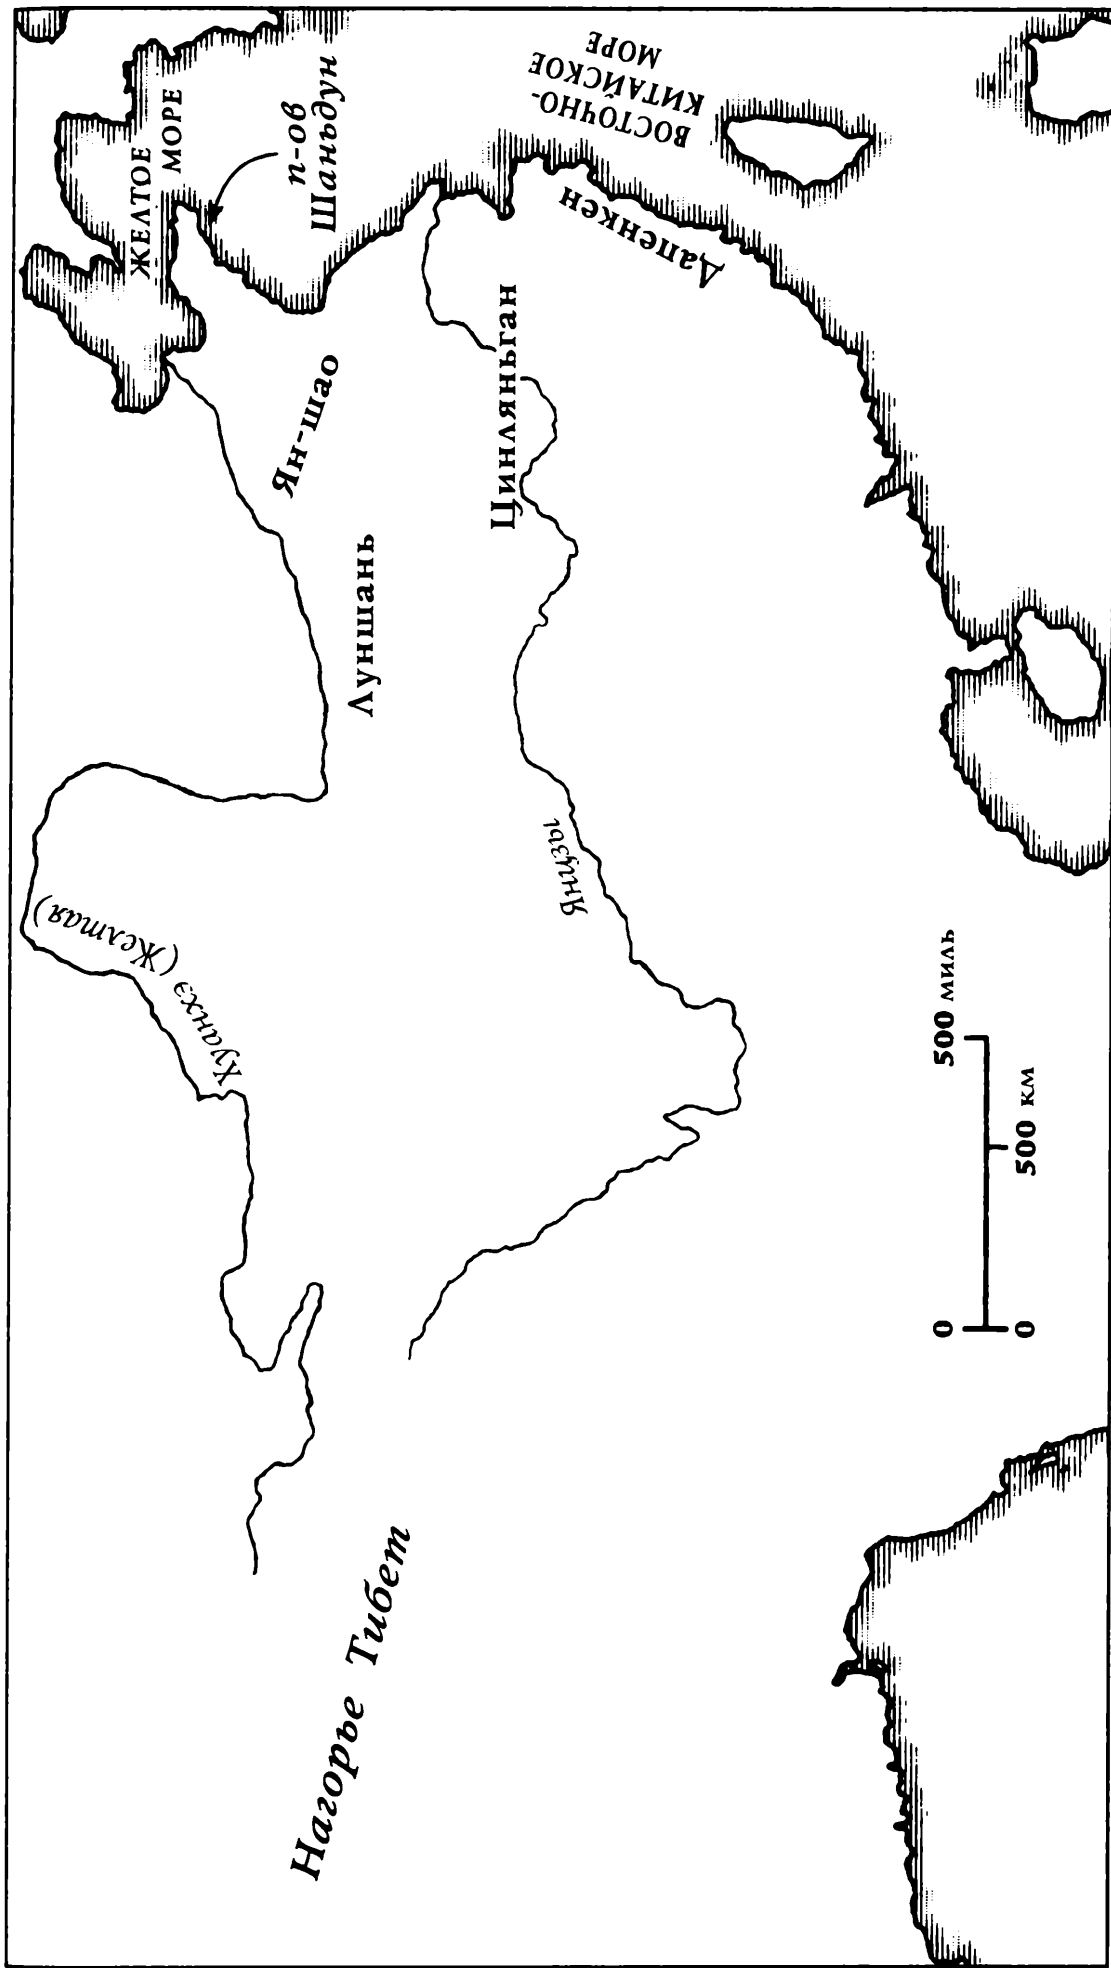 ЖЕЛТОЕ
МОРЕ
п-ов
Шаньдун
ВОСТОЧНО-
КИТАЙСКОЕ
МОРЕ
Хуанхэ (Желтая)
Ян-шао
Луншань
Цинляньган
Дапенкен
Янцзы
Нагорье Тибет
0 500 миль
0 500 км